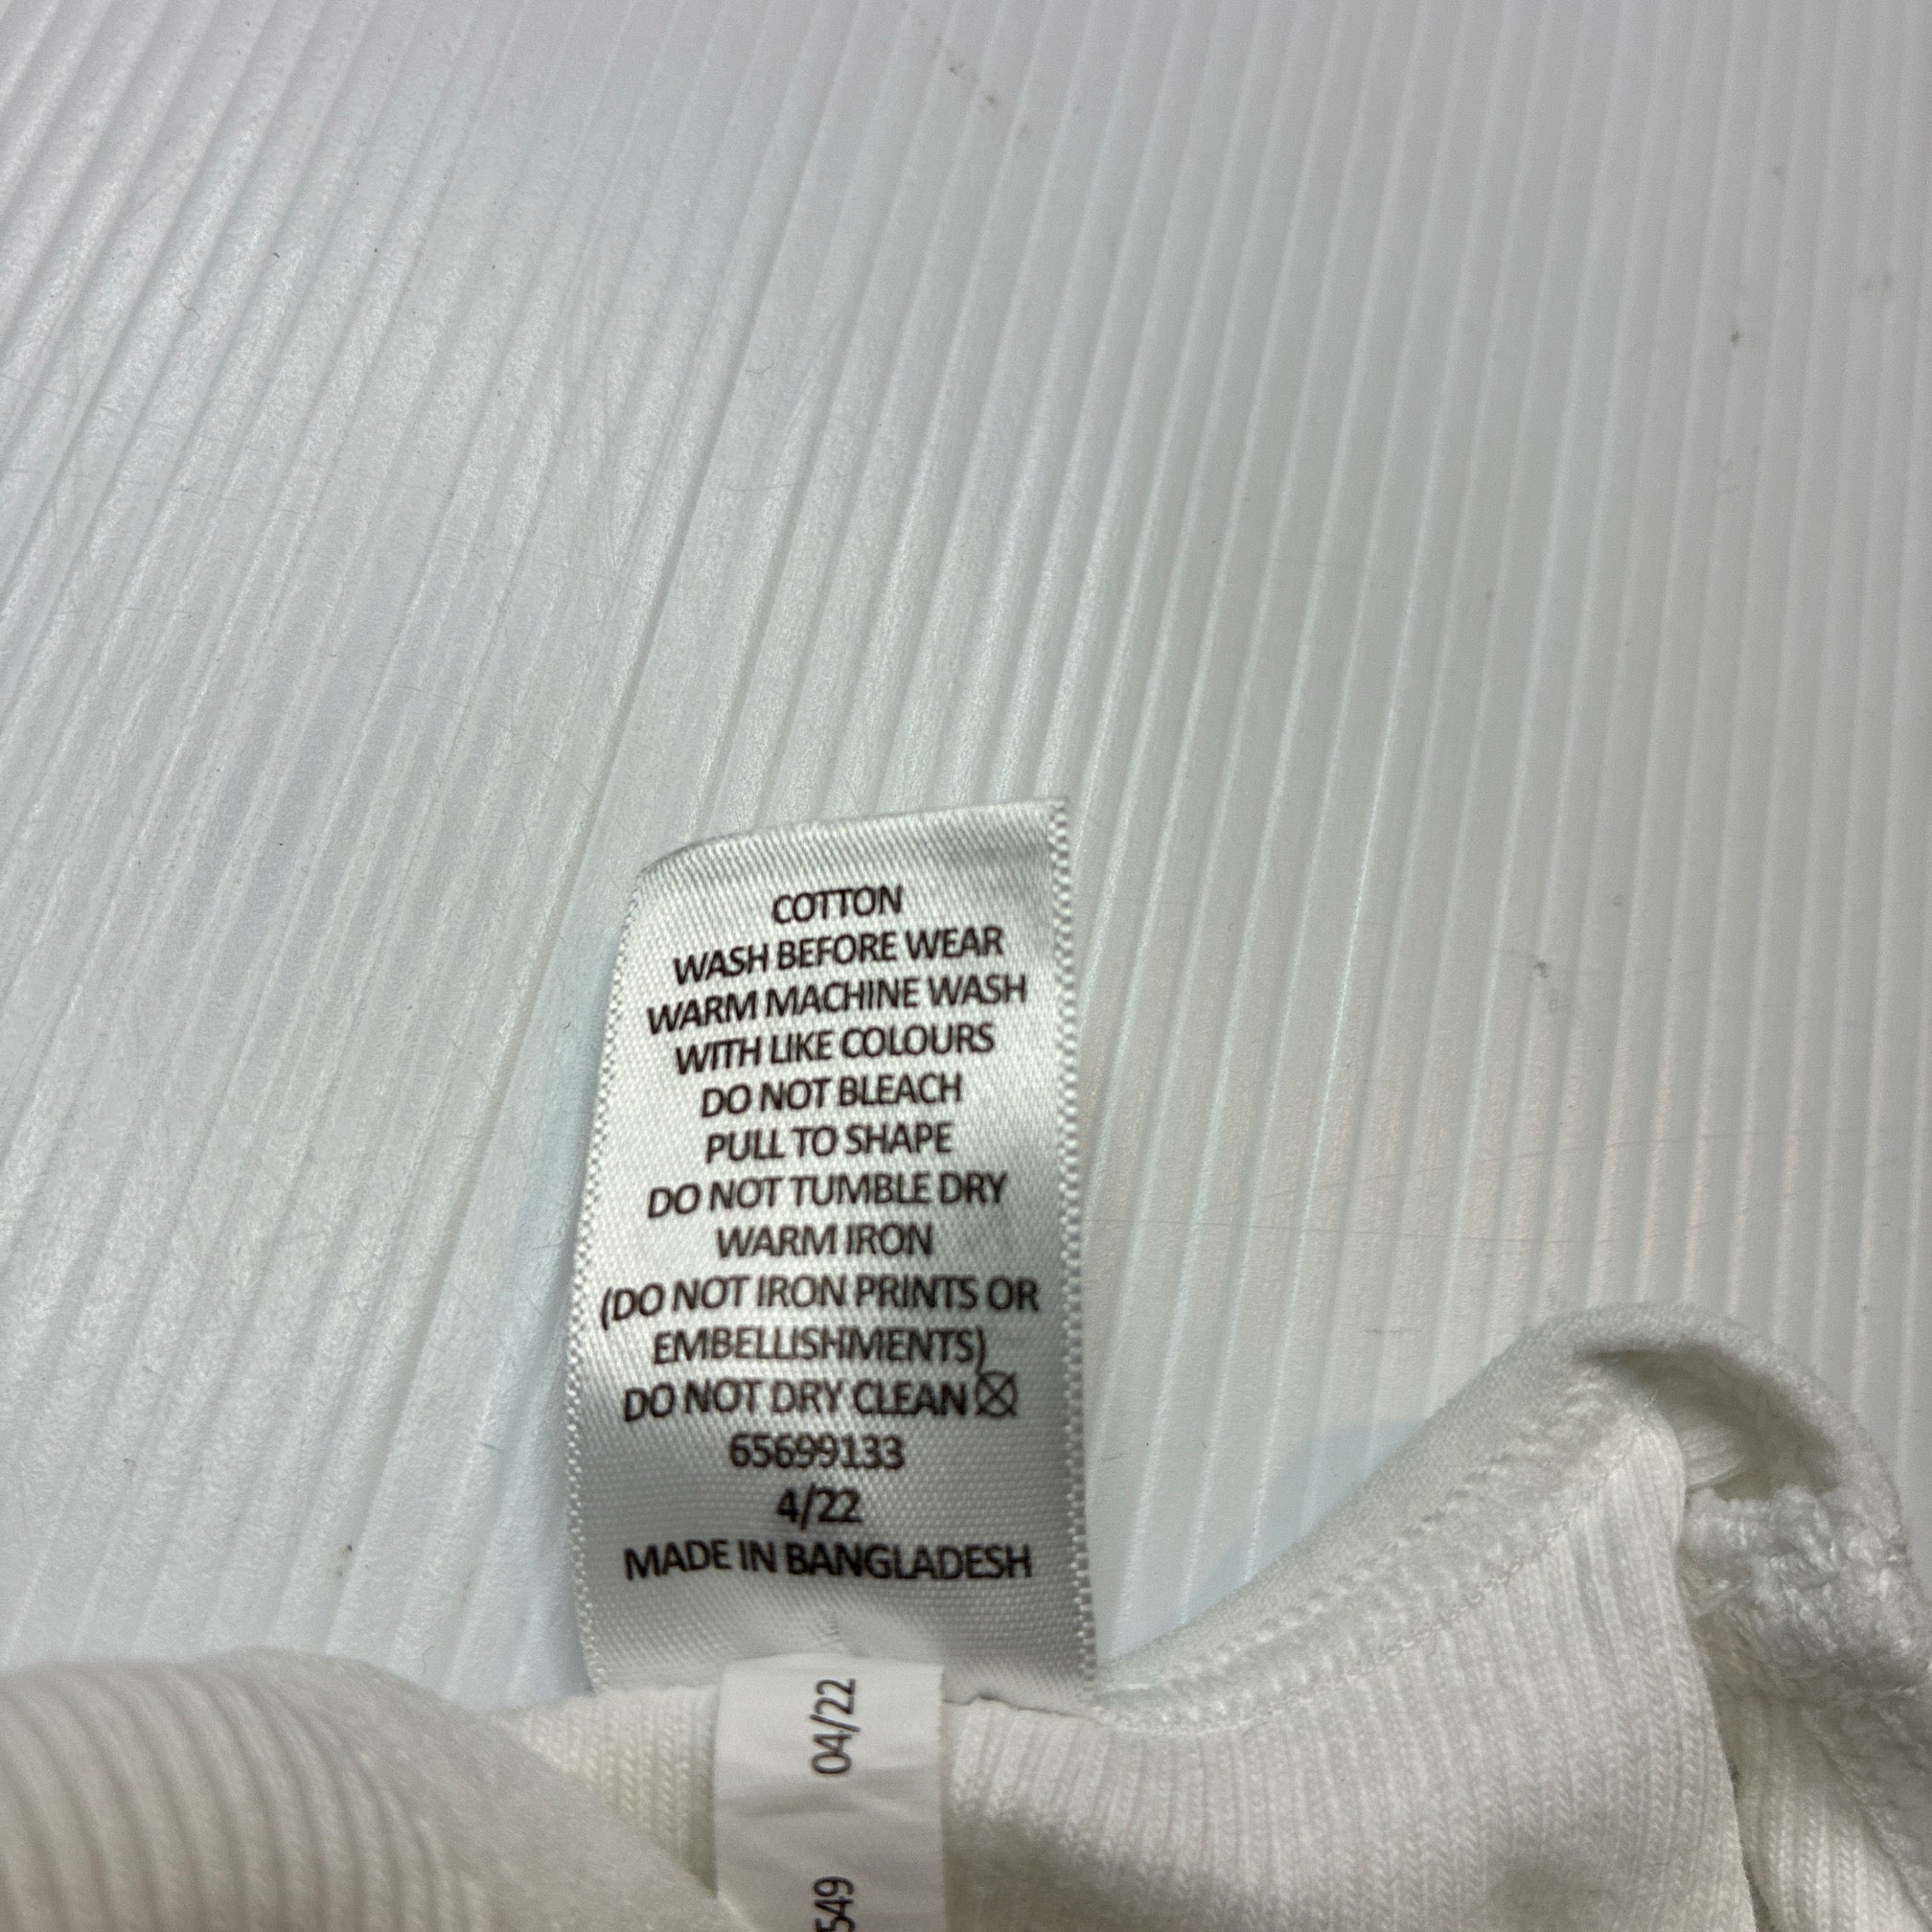 COTTON
WASH BEFORE WEAR
WARM MACHINE WASH
WITH LIKE COLOURS
DO NOT BLEACH
PULL TO SHAPE
DO NOT TUMBLE DRY
WARM IRON
(DO NOT IRON PRINTS OR
EMBELLISHMENTS)
DO NOT DRY CLEAN
65699133
4/22
MADE IN BANGLADESH
04/22
549